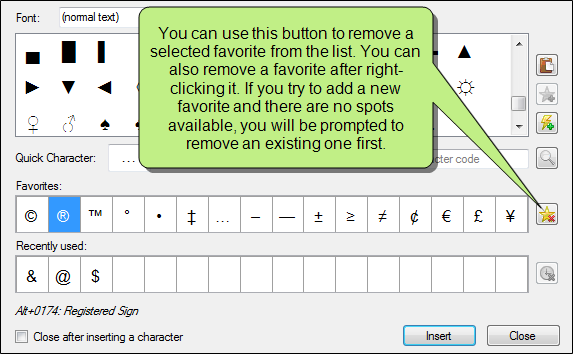 Font: (normal text)
You can use this button to remove a
selected favorite from the list. You can
also remove a favorite after right-
clicking it. If you try to add a new
favorite and there are no spots
available, you will be prompted to
remove an existing one first.
■ █ ▌ ▲
► ▼ ◄ ☼
♀ ♂ ♠
Quick Character: ... character code
Favorites:
© ® ™ ° • ‡ … – — ± ≥ ≠ ¢ € £ ¥
Recently used:
& @ $
Alt+0174: Registered Sign
Close after inserting a character
Insert Close